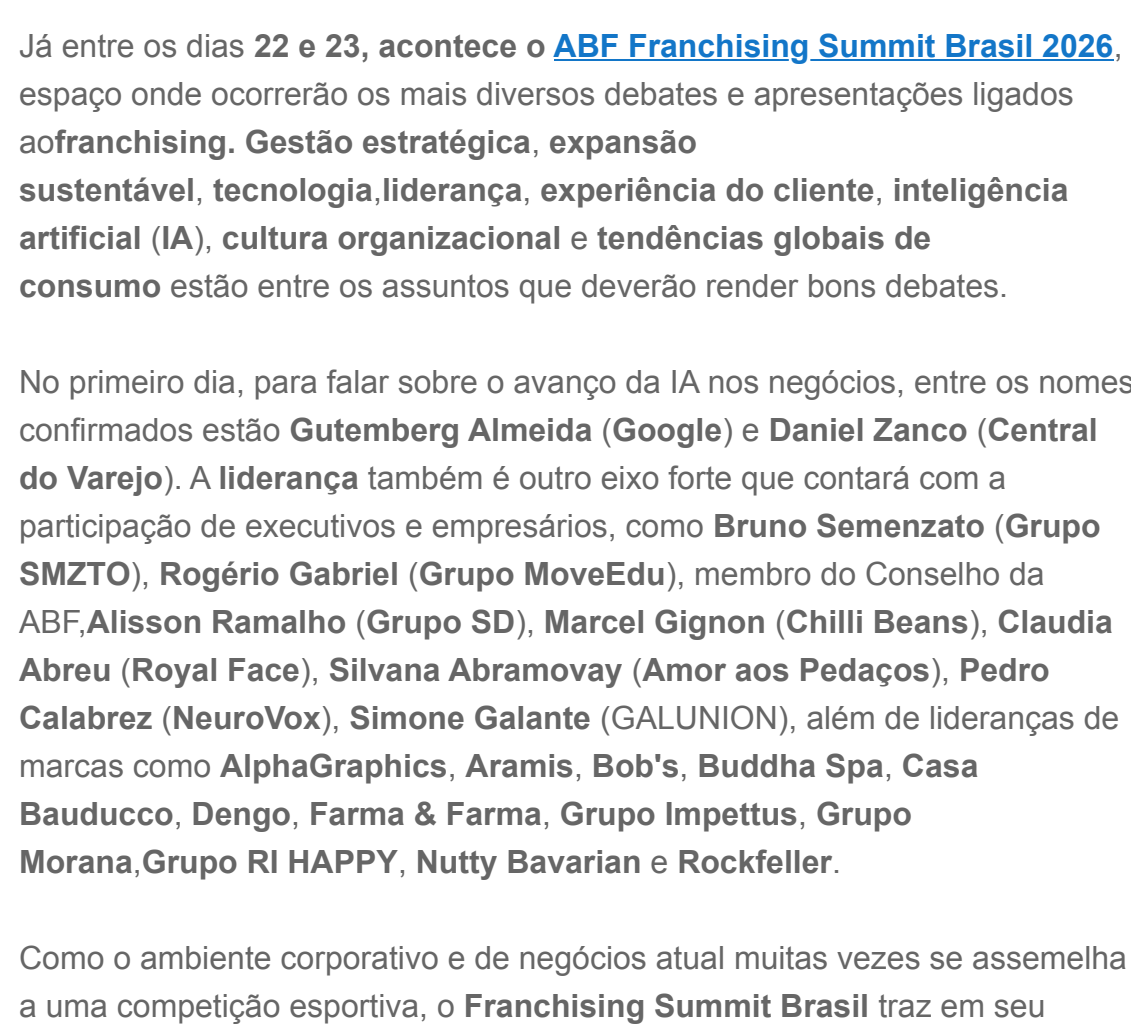 Já entre os dias 22 e 23, acontece o ABF Franchising Summit Brasil 2026,
espaço onde ocorrerão os mais diversos debates e apresentações ligados
aofranchising. Gestão estratégica, expansão
sustentável, tecnologia,liderança, experiência do cliente, inteligência
artificial (IA), cultura organizacional e tendências globais de
consumo estão entre os assuntos que deverão render bons debates.
No primeiro dia, para falar sobre o avanço da IA nos negócios, entre os nomes
confirmados estão Gutemberg Almeida (Google) e Daniel Zanco (Central
do Varejo). A liderança também é outro eixo forte que contará com a
participação de executivos e empresários, como Bruno Semenzato (Grupo
SMZTO), Rogério Gabriel (Grupo MoveEdu), membro do Conselho da
ABF,Alisson Ramalho (Grupo SD), Marcel Gignon (Chilli Beans), Claudia
Abreu (Royal Face), Silvana Abramovay (Amor aos Pedaços), Pedro
Calabrez (NeuroVox), Simone Galante (GALUNION), além de lideranças de
marcas como AlphaGraphics, Aramis, Bob's, Buddha Spa, Casa
Bauducco, Dengo, Farma & Farma, Grupo Impettus, Grupo
Morana,Grupo RI HAPPY, Nutty Bavarian e Rockfeller.
Como o ambiente corporativo e de negócios atual muitas vezes se assemelha
a uma competição esportiva, o Franchising Summit Brasil traz em seu